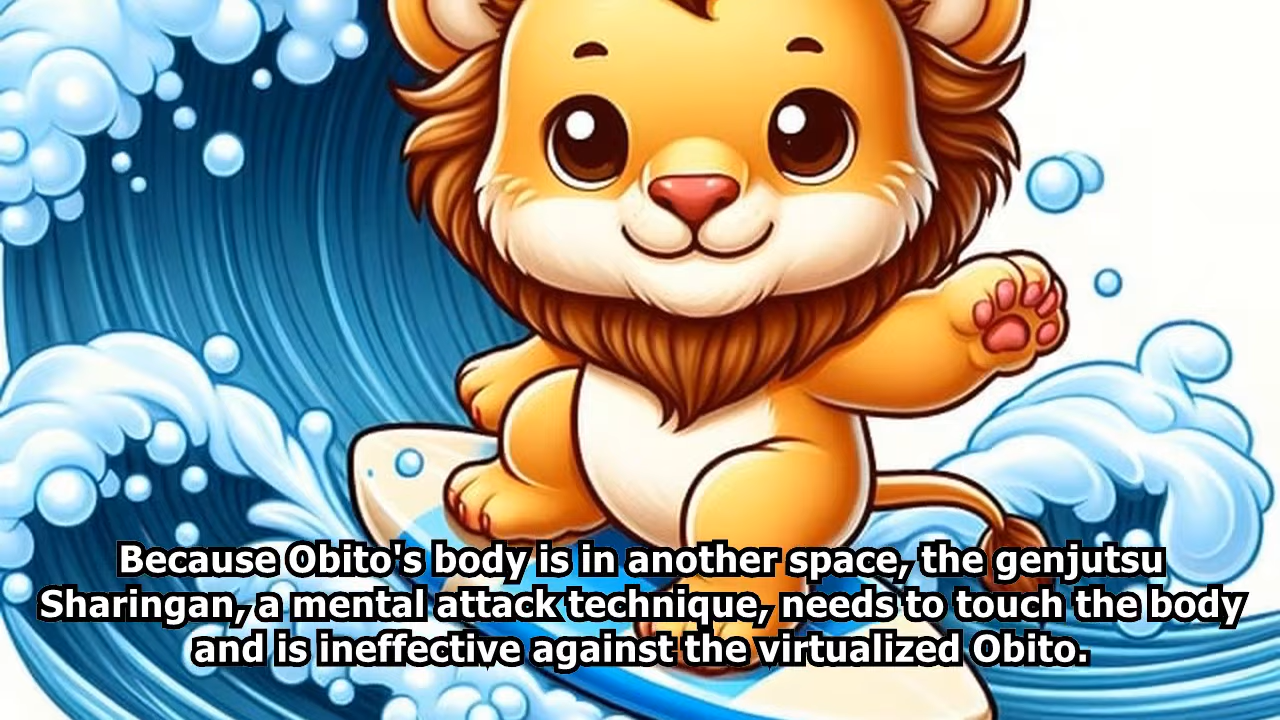 Because Obito's body is in another space, the genjutsu
Sharingan, a mental attack technique, needs to touch the body
and is ineffective against the virtualized Obito.